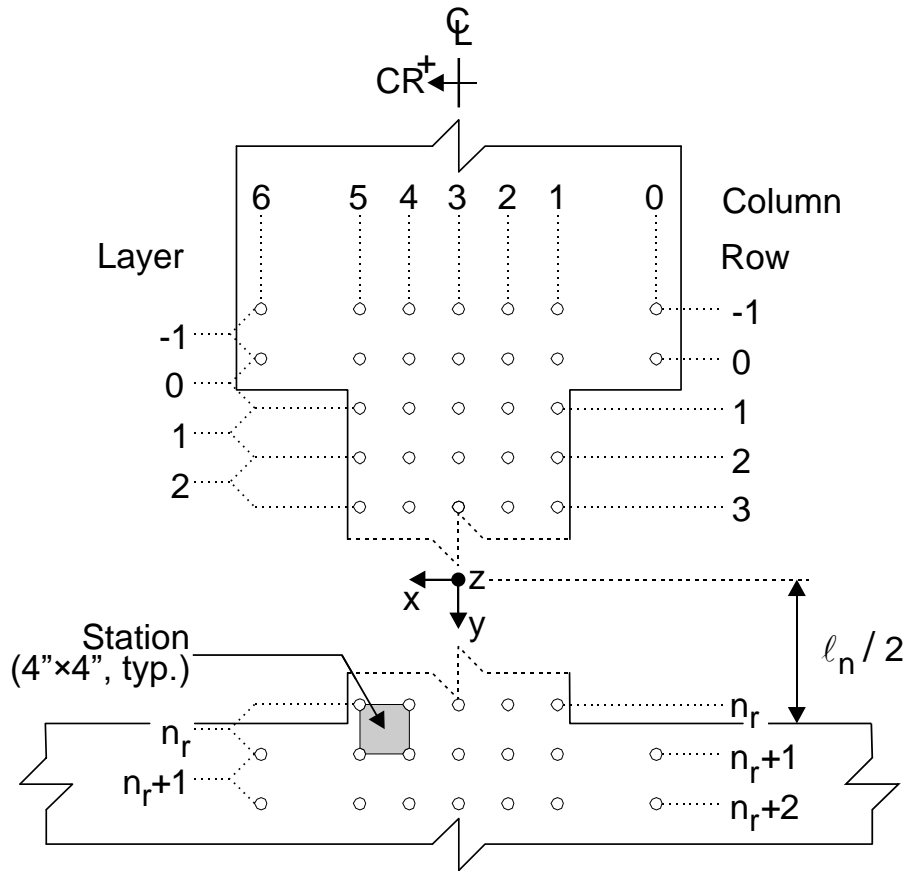 ℄
CR+
6 5 4 3 2 1 0 Column
Layer Row
-1
-1
0
0
1
1
2
2
3
z
x
y
Station
(4”×4”, typ.)
ℓn / 2
nr
nr
nr+1
nr+1
nr+2